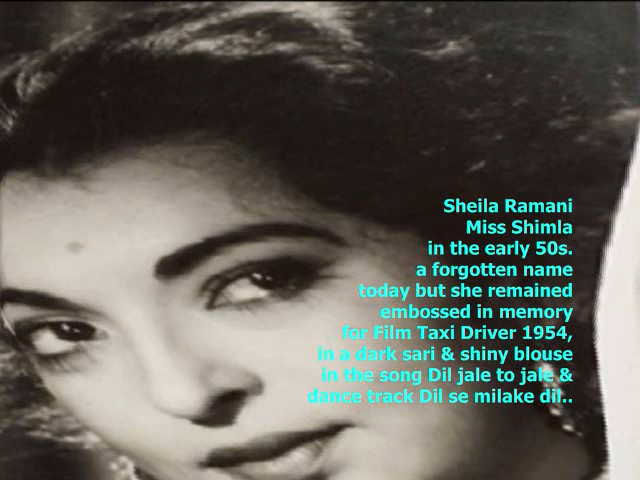 Sheila Ramani
Miss Shimla
in the early 50s.
a forgotten name
today but she remained
embossed in memory
for Film Taxi Driver 1954,
in a dark sari & shiny blouse
in the song Dil jale to jale &
dance track Dil se milake dil..